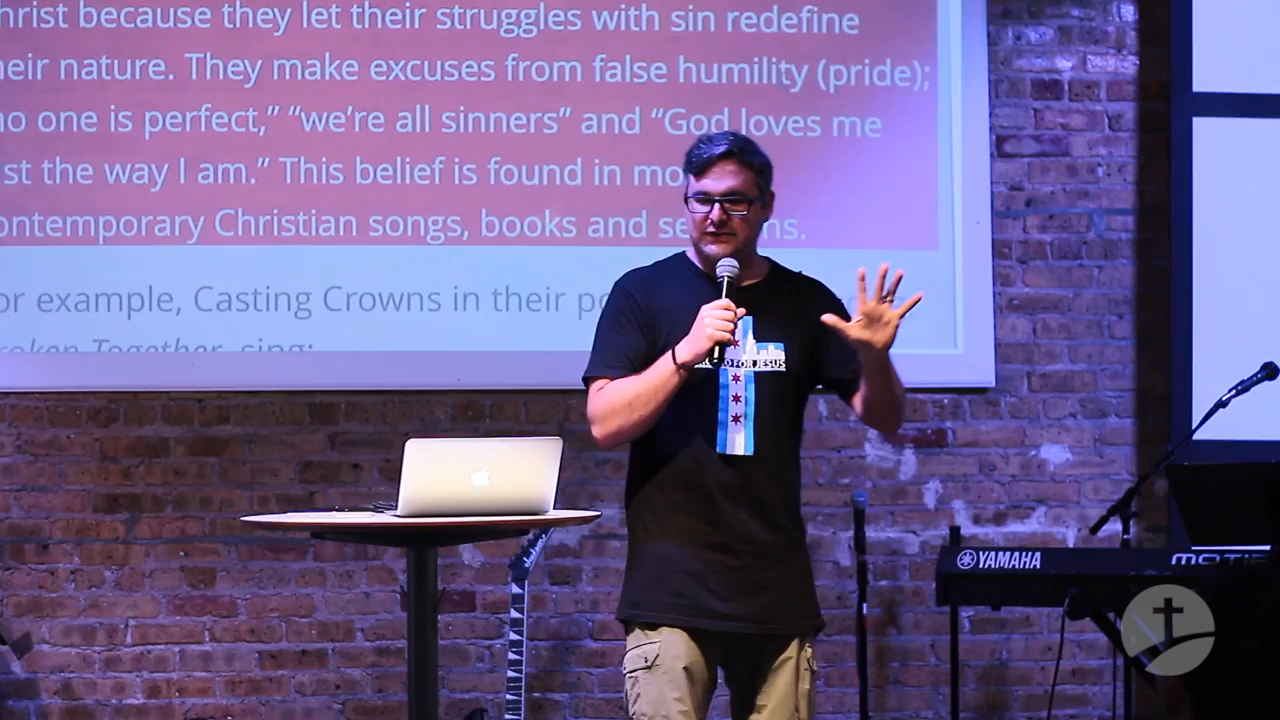 hrist because they let their struggles with sin redefine
heir nature. They make excuses from false humility (pride);
no one is perfect,” “we’re all sinners” and “God loves me
st the way I am.” This belief is found in mo
ontemporary Christian songs, books and se ns.
or example, Casting Crowns in their po
roken Together, sing:
O FOR JESUS
YAMAHA
MOTIF